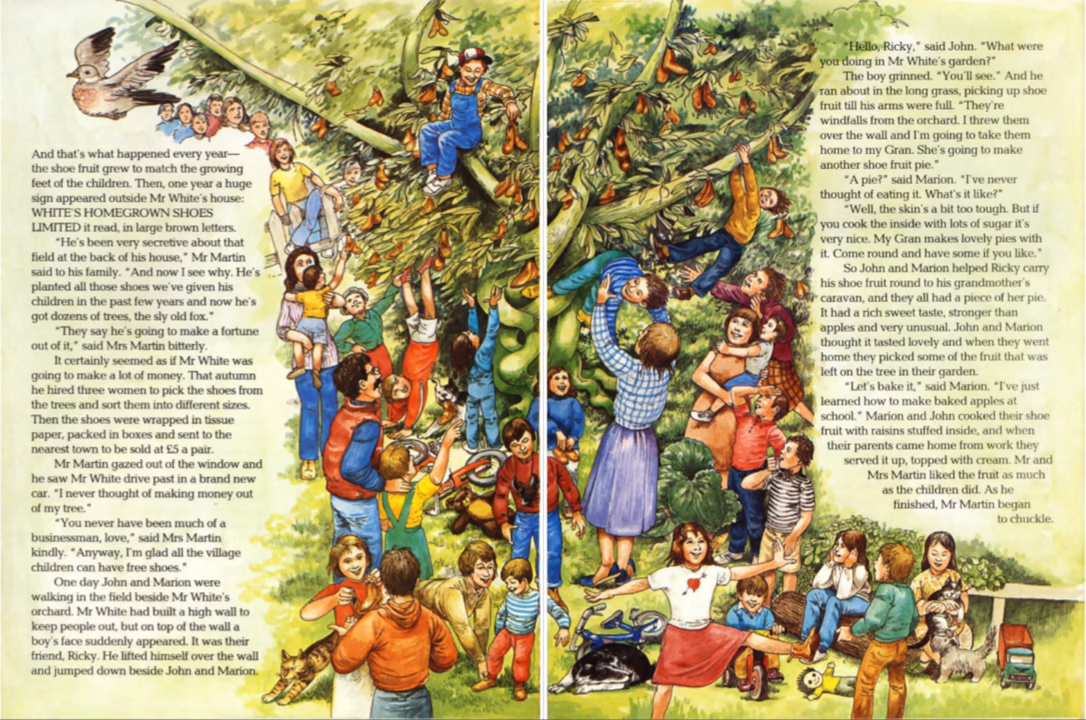 And that's what happened every year—
the shoe fruit grew to match the growing
feet of the children. Then, one year a huge
sign appeared outside Mr White's house:
WHITE'S HOMEGROWN SHOES
LIMITED it read, in large brown letters.
"He's been very secretive about that
field at the back of his house," Mr Martin
said to his family. "And now I see why. He's
planted all those shoes we've given his
children in the past few years and now he's
got dozens of trees, the sly old fox."
"They say he's going to make a fortune
out of it," said Mrs Martin bitterly.
It certainly seemed as if Mr White was
going to make a lot of money. That autumn
he hired three women to pick the shoes from
the trees and sort them into different sizes.
Then the shoes were wrapped in tissue
paper, packed in boxes and sent to the
nearest town to be sold at £5 a pair.
Mr Martin gazed out of the window and
he saw Mr White drive past in a brand new
car. "I never thought of making money out
of my tree."
"You never have been much of a
businessman, love," said Mrs Martin
kindly. "Anyway, I'm glad all the village
children can have free shoes."
One day John and Marion were
walking in the field beside Mr White's
orchard. Mr White had built a high wall to
keep people out, but on top of the wall a
boy's face suddenly appeared. It was their
friend, Ricky. He lifted himself over the wall
and jumped down beside John and Marion.
"Hello, Ricky," said John. "What were
you doing in Mr White's garden?"
The boy grinned. "You'll see." And he
ran about in the long grass, picking up shoe
fruit till his arms were full. "They're
windfalls from the orchard. I threw them
over the wall and I'm going to take them
home to my Gran. She's going to make
another shoe fruit pie."
"A pie?" said Marion. "I've never
thought of eating it. What's it like?"
"Well, the skin's a bit too tough. But if
you cook the inside with lots of sugar it's
very nice. My Gran makes lovely pies with
it. Come round and have some if you like."
So John and Marion helped Ricky carry
his shoe fruit round to his grandmother's
caravan, and they all had a piece of her pie.
It had a rich sweet taste, stronger than
apples and very unusual. John and Marion
thought it tasted lovely and when they went
home they picked some of the fruit that was
left on the tree in their garden.
"Let's bake it," said Marion. "I've just
learned how to make baked apples at
school." Marion and John cooked their shoe
fruit with raisins stuffed inside, and when
their parents came home from work they
served it up, topped with cream. Mr and
Mrs Martin liked the fruit as much
as the children did. As he
finished, Mr Martin began
to chuckle.